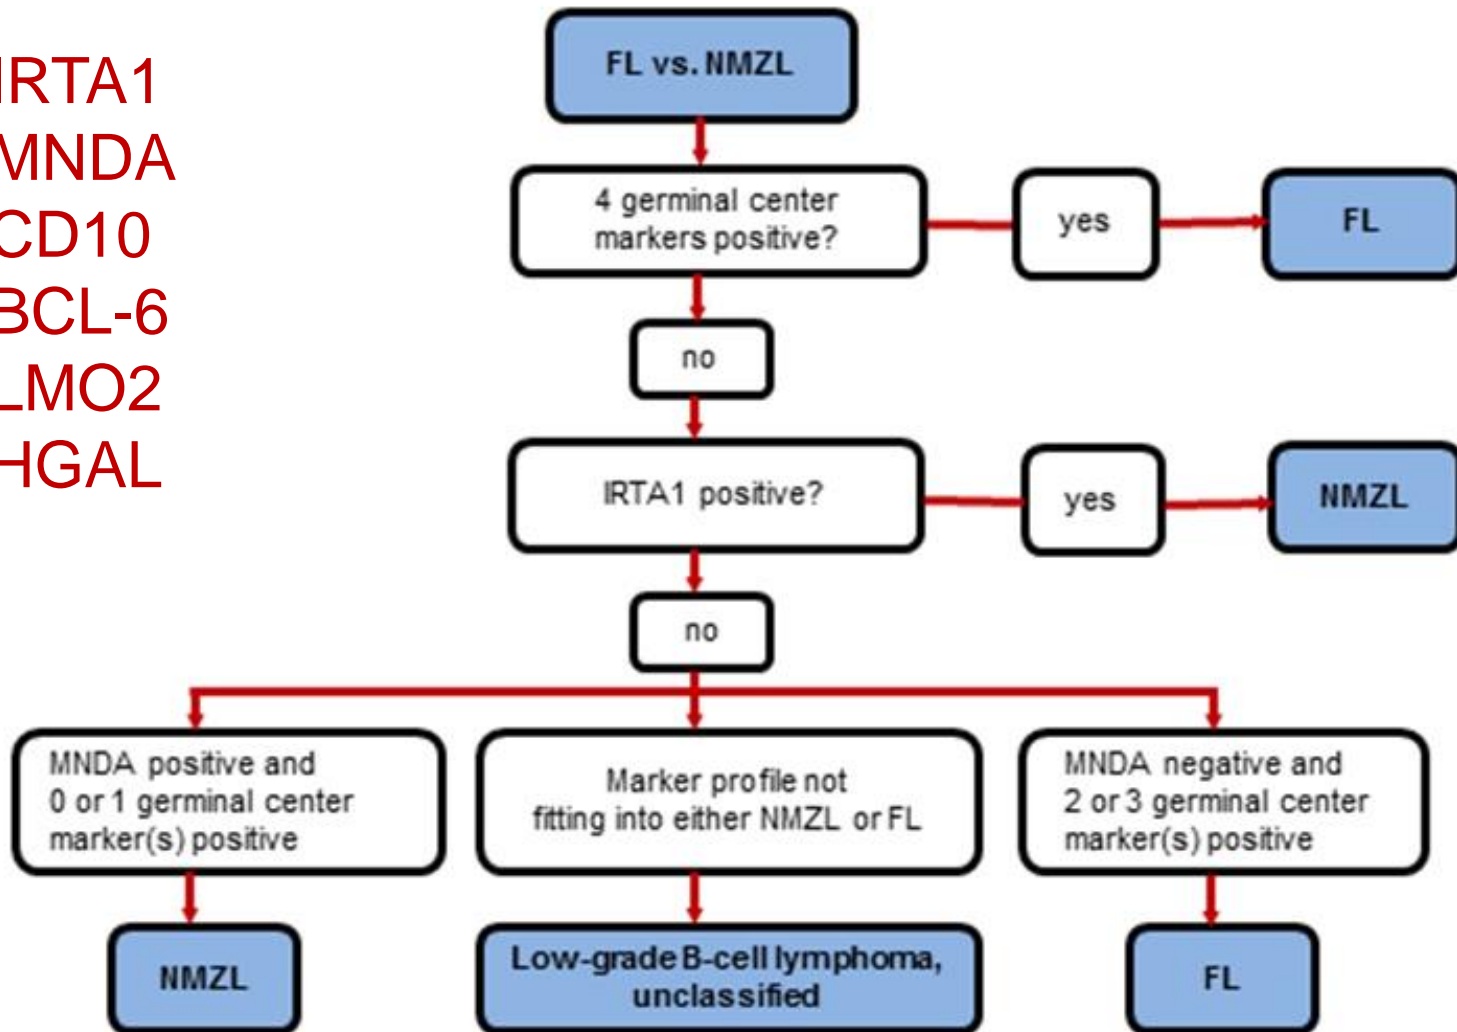 IRTA1
MNDA
CD10
BCL-6
LMO2
HGAL
FL vs. NMZL
4 germinal center
markers positive?
yes
FL
no
IRTA1 positive?
yes
NMZL
no
MNDA positive and
0 or 1 germinal center
marker(s) positive
Marker profile not
fitting into either NMZL or FL
MNDA negative and
2 or 3 germinal center
marker(s) positive
NMZL
Low-grade B-cell lymphoma,
unclassified
FL